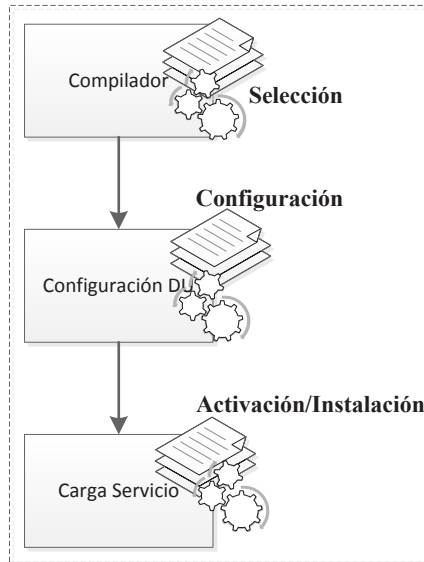 Compilador
Selección
Configuración
Configuración DU
Activación/Instalación
Carga Servicio